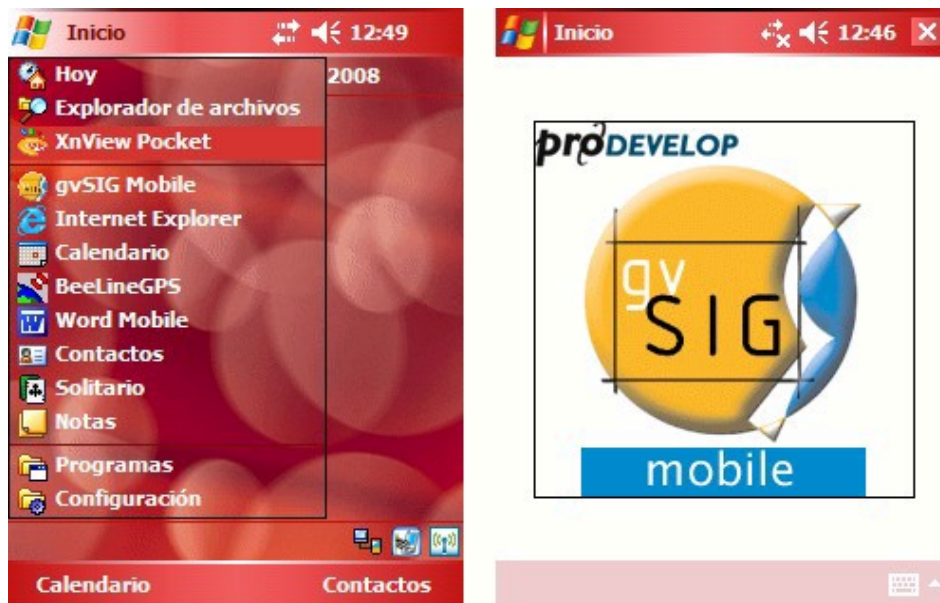 Inicio 12:49
Hoy
2008
Explorador de archivos
XnView Pocket
gvSIG Mobile
Internet Explorer
Calendario
BeeLineGPS
Word Mobile
Contactos
Solitario
Notas
Programas
Configuración
Calendario Contactos
Inicio 12:46
proDEVELOP
gv
SIG
mobile